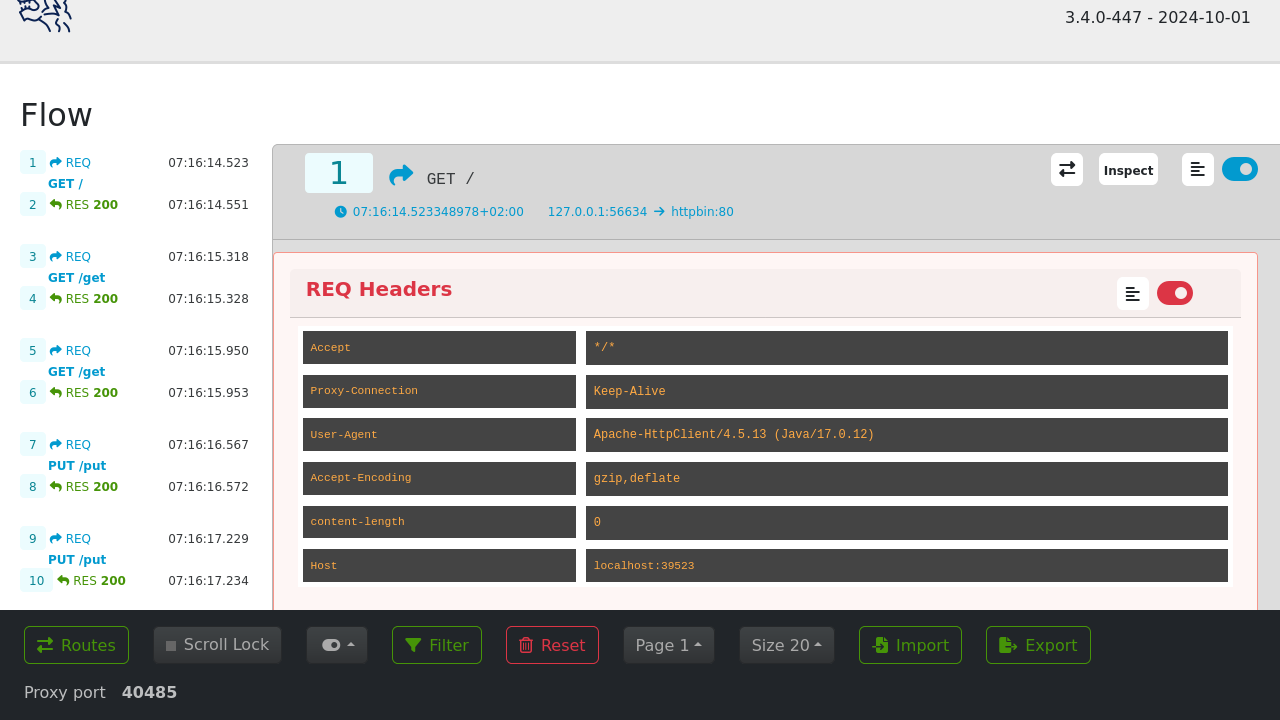 3.4.0-447 - 2024-10-01
Flow
1 REQ 07:16:14.523
GET /
2 RES 200 07:16:14.551
3 REQ 07:16:15.318
GET /get
4 RES 200 07:16:15.328
5 REQ 07:16:15.950
GET /get
6 RES 200 07:16:15.953
7 REQ 07:16:16.567
PUT /put
8 RES 200 07:16:16.572
9 REQ 07:16:17.229
PUT /put
10 RES 200 07:16:17.234
1 GET / Inspect
07:16:14.523348978+02:00 127.0.0.1:56634 → httpbin:80
REQ Headers
Accept */*
Proxy-Connection Keep-Alive
User-Agent Apache-HttpClient/4.5.13 (Java/17.0.12)
Accept-Encoding gzip,deflate
content-length 0
Host localhost:39523
Routes Scroll Lock Filter Reset Page 1 Size 20 Import Export
Proxy port 40485